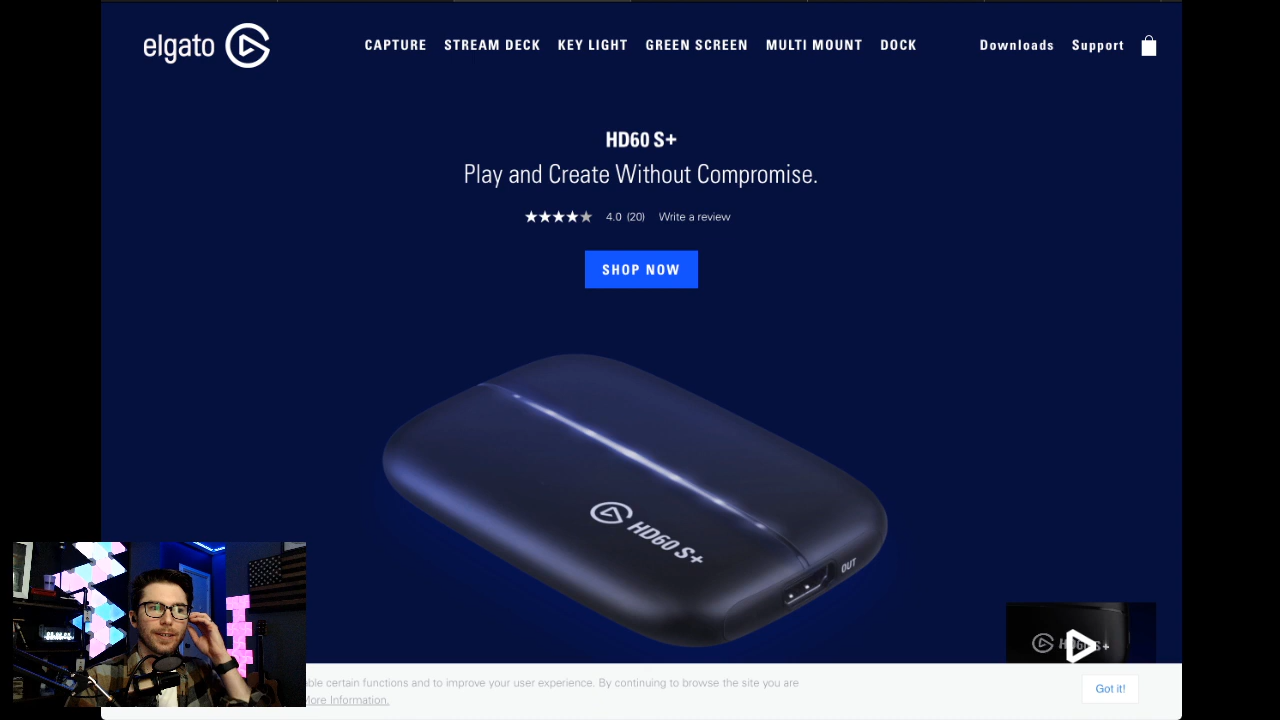 elgato
CAPTURE STREAM DECK KEY LIGHT GREEN SCREEN MULTI MOUNT DOCK
Downloads Support
HD60 S+
Play and Create Without Compromise.
4.0 (20) Write a review
SHOP NOW
HD60 S+
OUT
certain functions and to improve your user experience. By continuing to browse the site you are
More Information.
Got it!